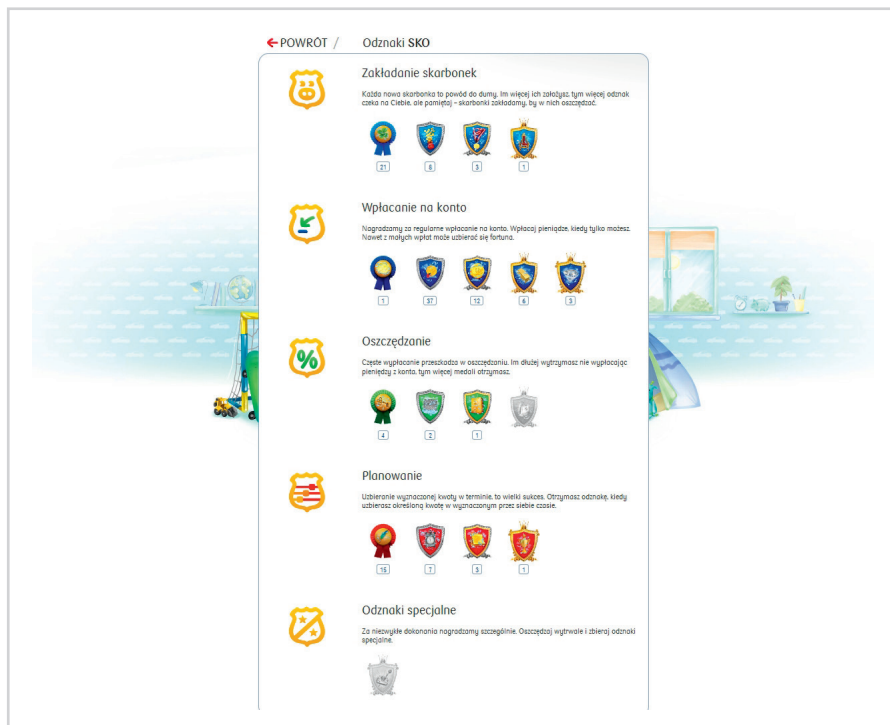 POWRÓT / Odznaki SKO
Zakładanie skarbonek
Każda nowa skarbonka to powód do dumy. Im więcej ich założysz, tym więcej odznak
czeka na Ciebie, ale pamiętaj – skarbonki zakładamy, by w nich oszczędzać.
21 8 3 1
Wpłacanie na konto
Nagradzamy za regularne wpłacanie na konto. Wpłacaj pieniądze, kiedy tylko możesz.
Nawet z małych wpłat może uzbierać się fortuna.
1 37 12 6 3
Oszczędzanie
Częste wypłacanie przeszkadza w oszczędzaniu. Im dłużej wytrzymasz nie wypłacając
pieniędzy z konta, tym więcej medali otrzymasz.
%
4 2 1
Planowanie
Uzbieranie wyznaczonej kwoty w terminie, to wielki sukces. Otrzymasz odznakę, kiedy
uzbierasz określoną kwotę w wyznaczonym przez siebie czasie.
15 7 3 1
Odznaki specjalne
Za niezwykłe dokonania nagradzamy szczególnie. Oszczędzaj wytrwale i zbieraj odznaki
specjalne.